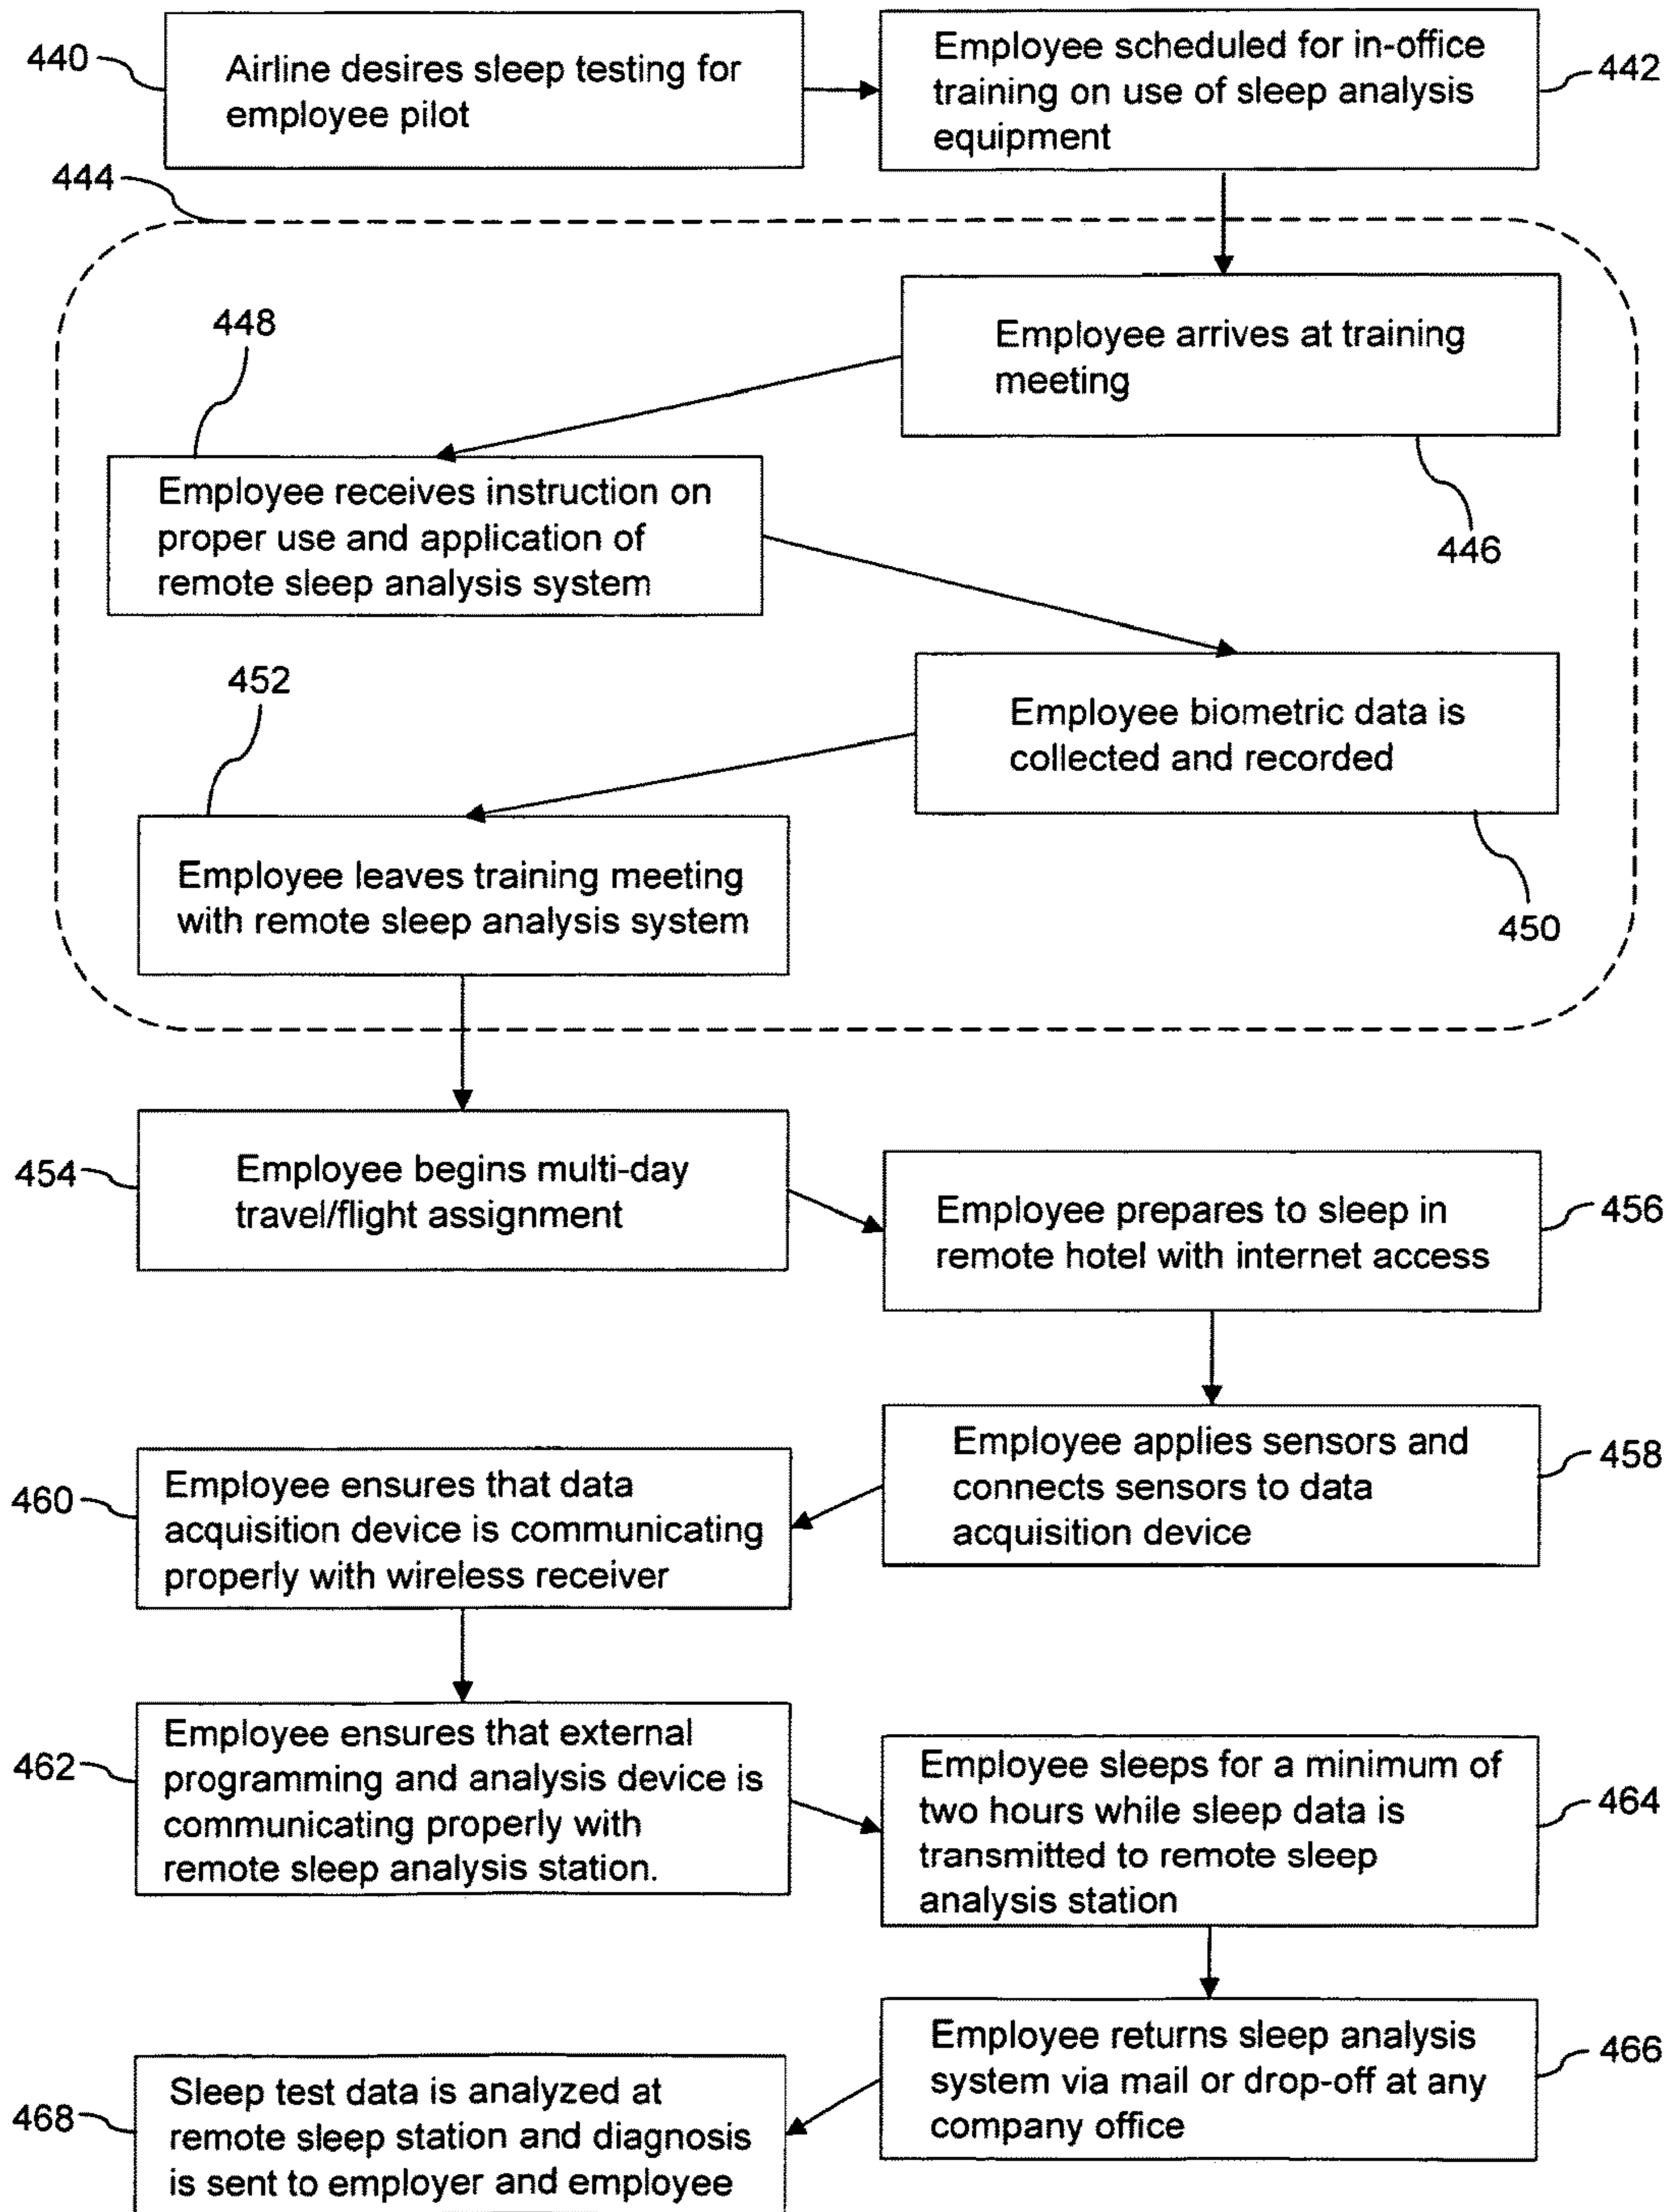 440
Airline desires sleep testing for
employee pilot
Employee scheduled for in-office
training on use of sleep analysis
equipment
442
444
Employee arrives at training
meeting
446
448
Employee receives instruction on
proper use and application of
remote sleep analysis system
Employee biometric data is
collected and recorded
450
452
Employee leaves training meeting
with remote sleep analysis system
454
Employee begins multi-day
travel/flight assignment
Employee prepares to sleep in
remote hotel with internet access
456
Employee applies sensors and
connects sensors to data
acquisition device
458
460
Employee ensures that data
acquisition device is communicating
properly with wireless receiver
462
Employee ensures that external
programming and analysis device is
communicating properly with
remote sleep analysis station.
Employee sleeps for a minimum of
two hours while sleep data is
transmitted to remote sleep
analysis station
464
Employee returns sleep analysis
system via mail or drop-off at any
company office
466
468
Sleep test data is analyzed at
remote sleep station and diagnosis
is sent to employer and employee